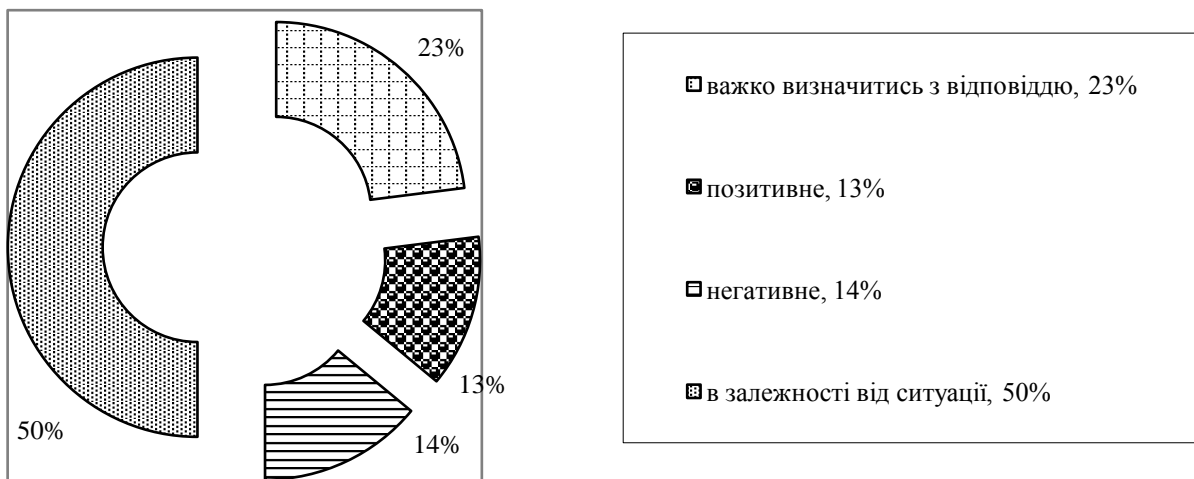 23%
13%
14%
50%
важко визначитись з відповіддю, 23%
позитивне, 13%
негативне, 14%
в залежності від ситуації, 50%